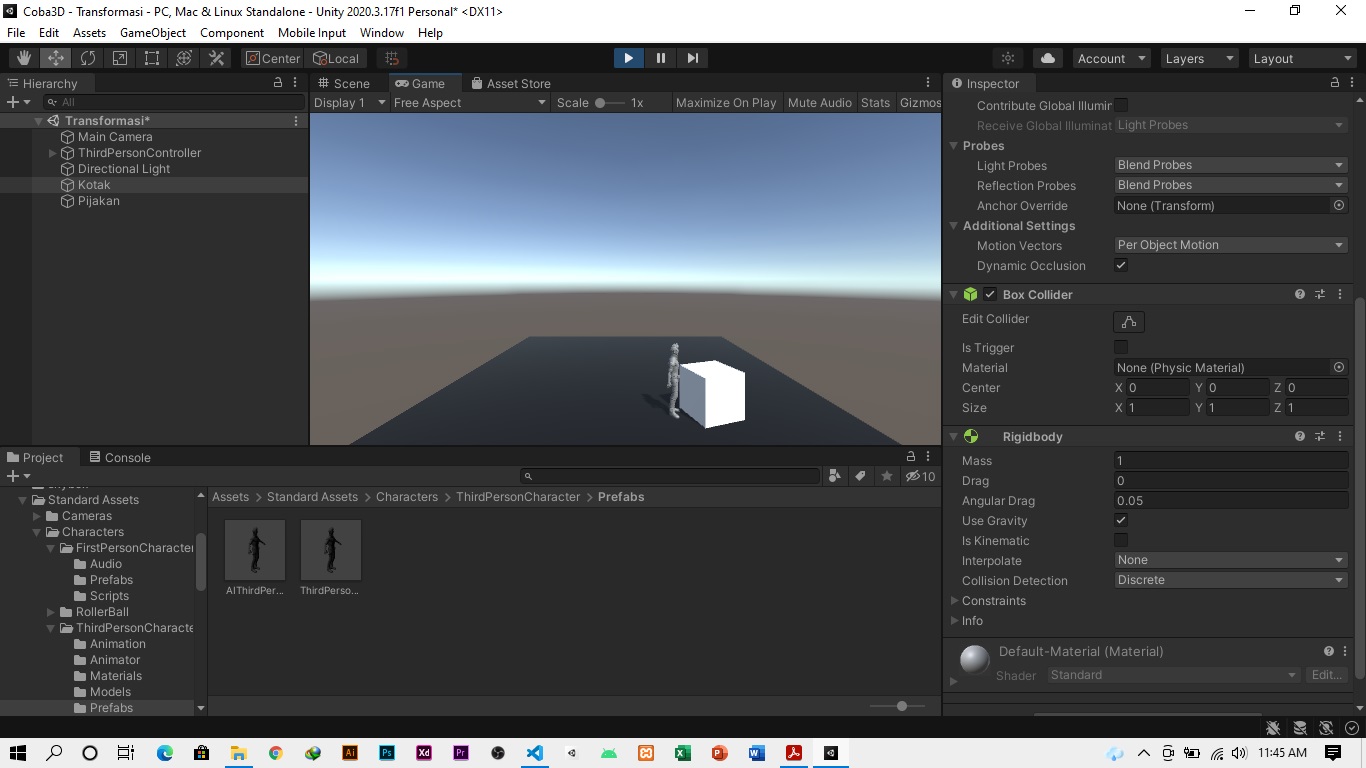 Coba3D - Transformasi - PC, Mac & Linux Standalone - Unity 2020.3.17f1 Personal* <DX11>
File Edit Assets GameObject Component Mobile Input Window Help
Center Local Account Layers Layout
Hierarchy
All
Transformasi*
Main Camera
ThirdPersonController
Directional Light
Kotak
Pijakan
Scene Game Asset Store
Display 1 Free Aspect Scale 1x Maximize On Play Mute Audio Stats Gizmos
Inspector
Contribute Global Illumir
Receive Global Illuminat Light Probes
Probes
Light Probes Blend Probes
Reflection Probes Blend Probes
Anchor Override None (Transform)
Additional Settings
Motion Vectors Per Object Motion
Dynamic Occlusion
Box Collider
Edit Collider
Is Trigger
Material None (Physic Material)
Center X 0 Y 0 Z 0
Size X 1 Y 1 Z 1
Rigidbody
Mass 1
Drag 0
Angular Drag 0.05
Use Gravity
Is Kinematic
Interpolate None
Collision Detection Discrete
Constraints
Info
Default-Material (Material)
Shader Standard Edit...
Project Console
10
Standard Assets
Cameras
Characters
FirstPersonCharacter
Audio
Prefabs
Scripts
RollerBall
ThirdPersonCharacte
Animation
Animator
Materials
Models
Prefabs
Assets > Standard Assets > Characters > ThirdPersonCharacter > Prefabs
AIThirdPer... ThirdPerso...
11:45 AM